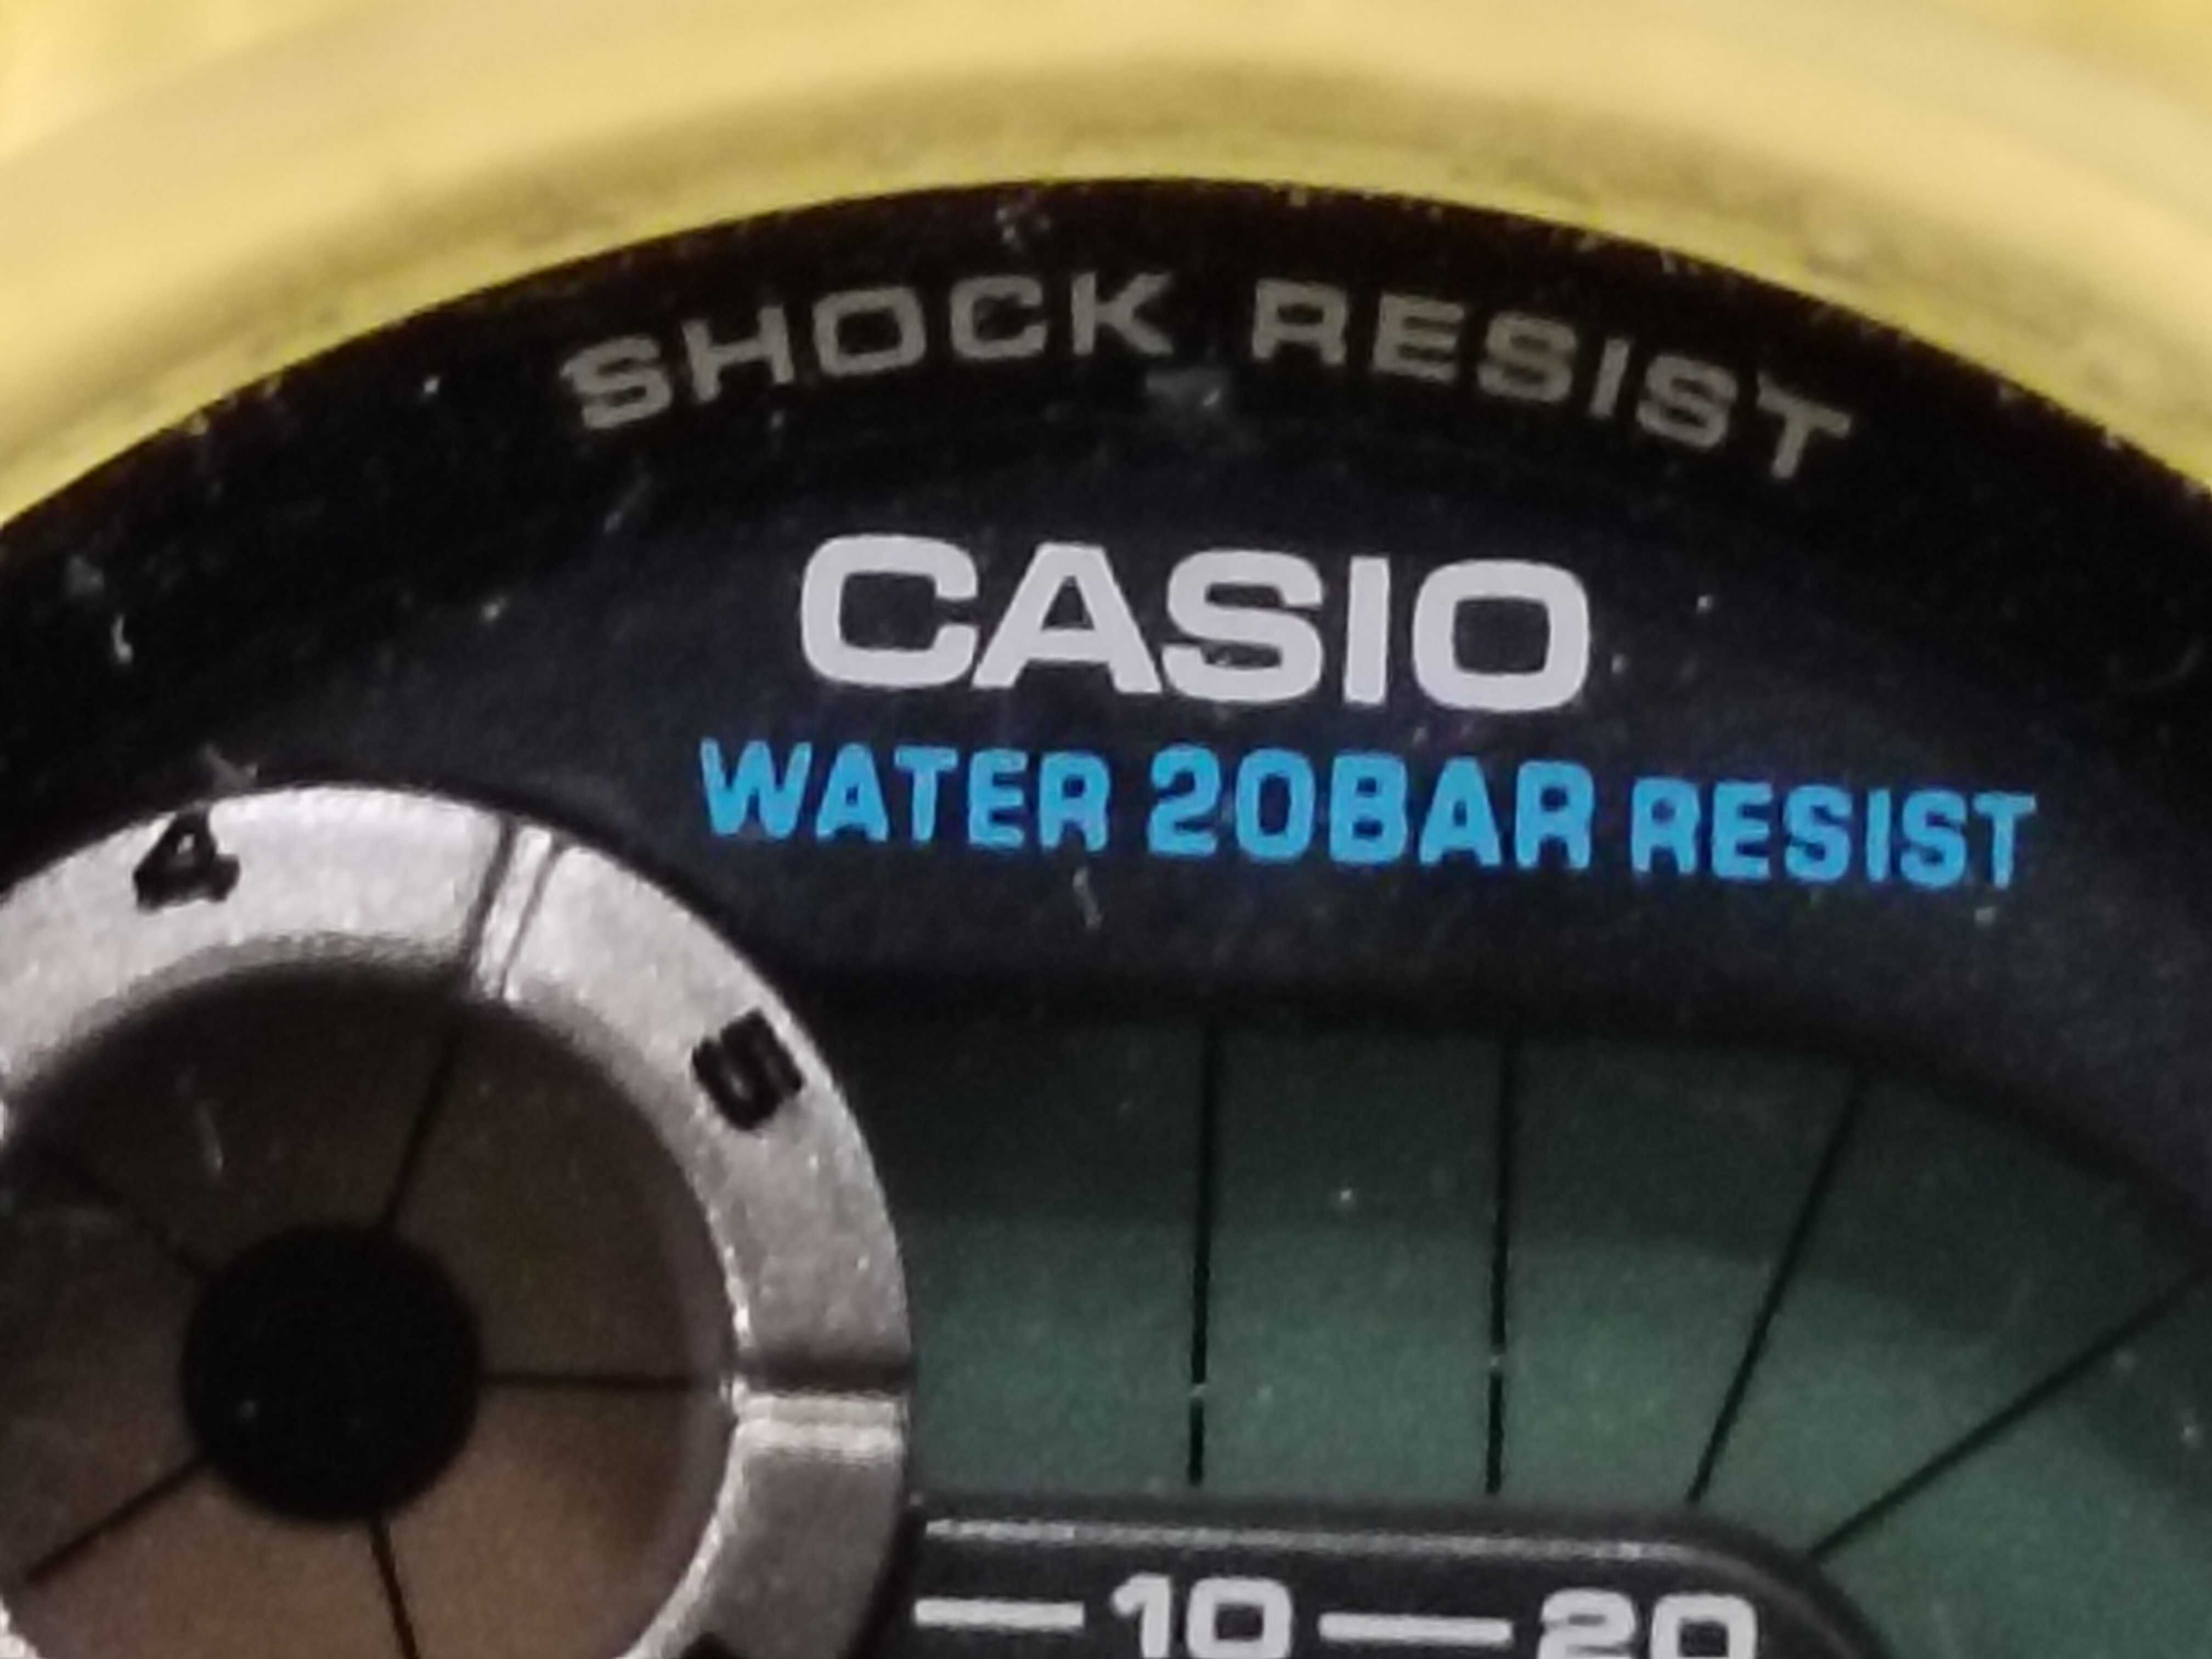 SHOCK RESIST
CASIO
WATER 20BAR RESIST
4
5
10
20